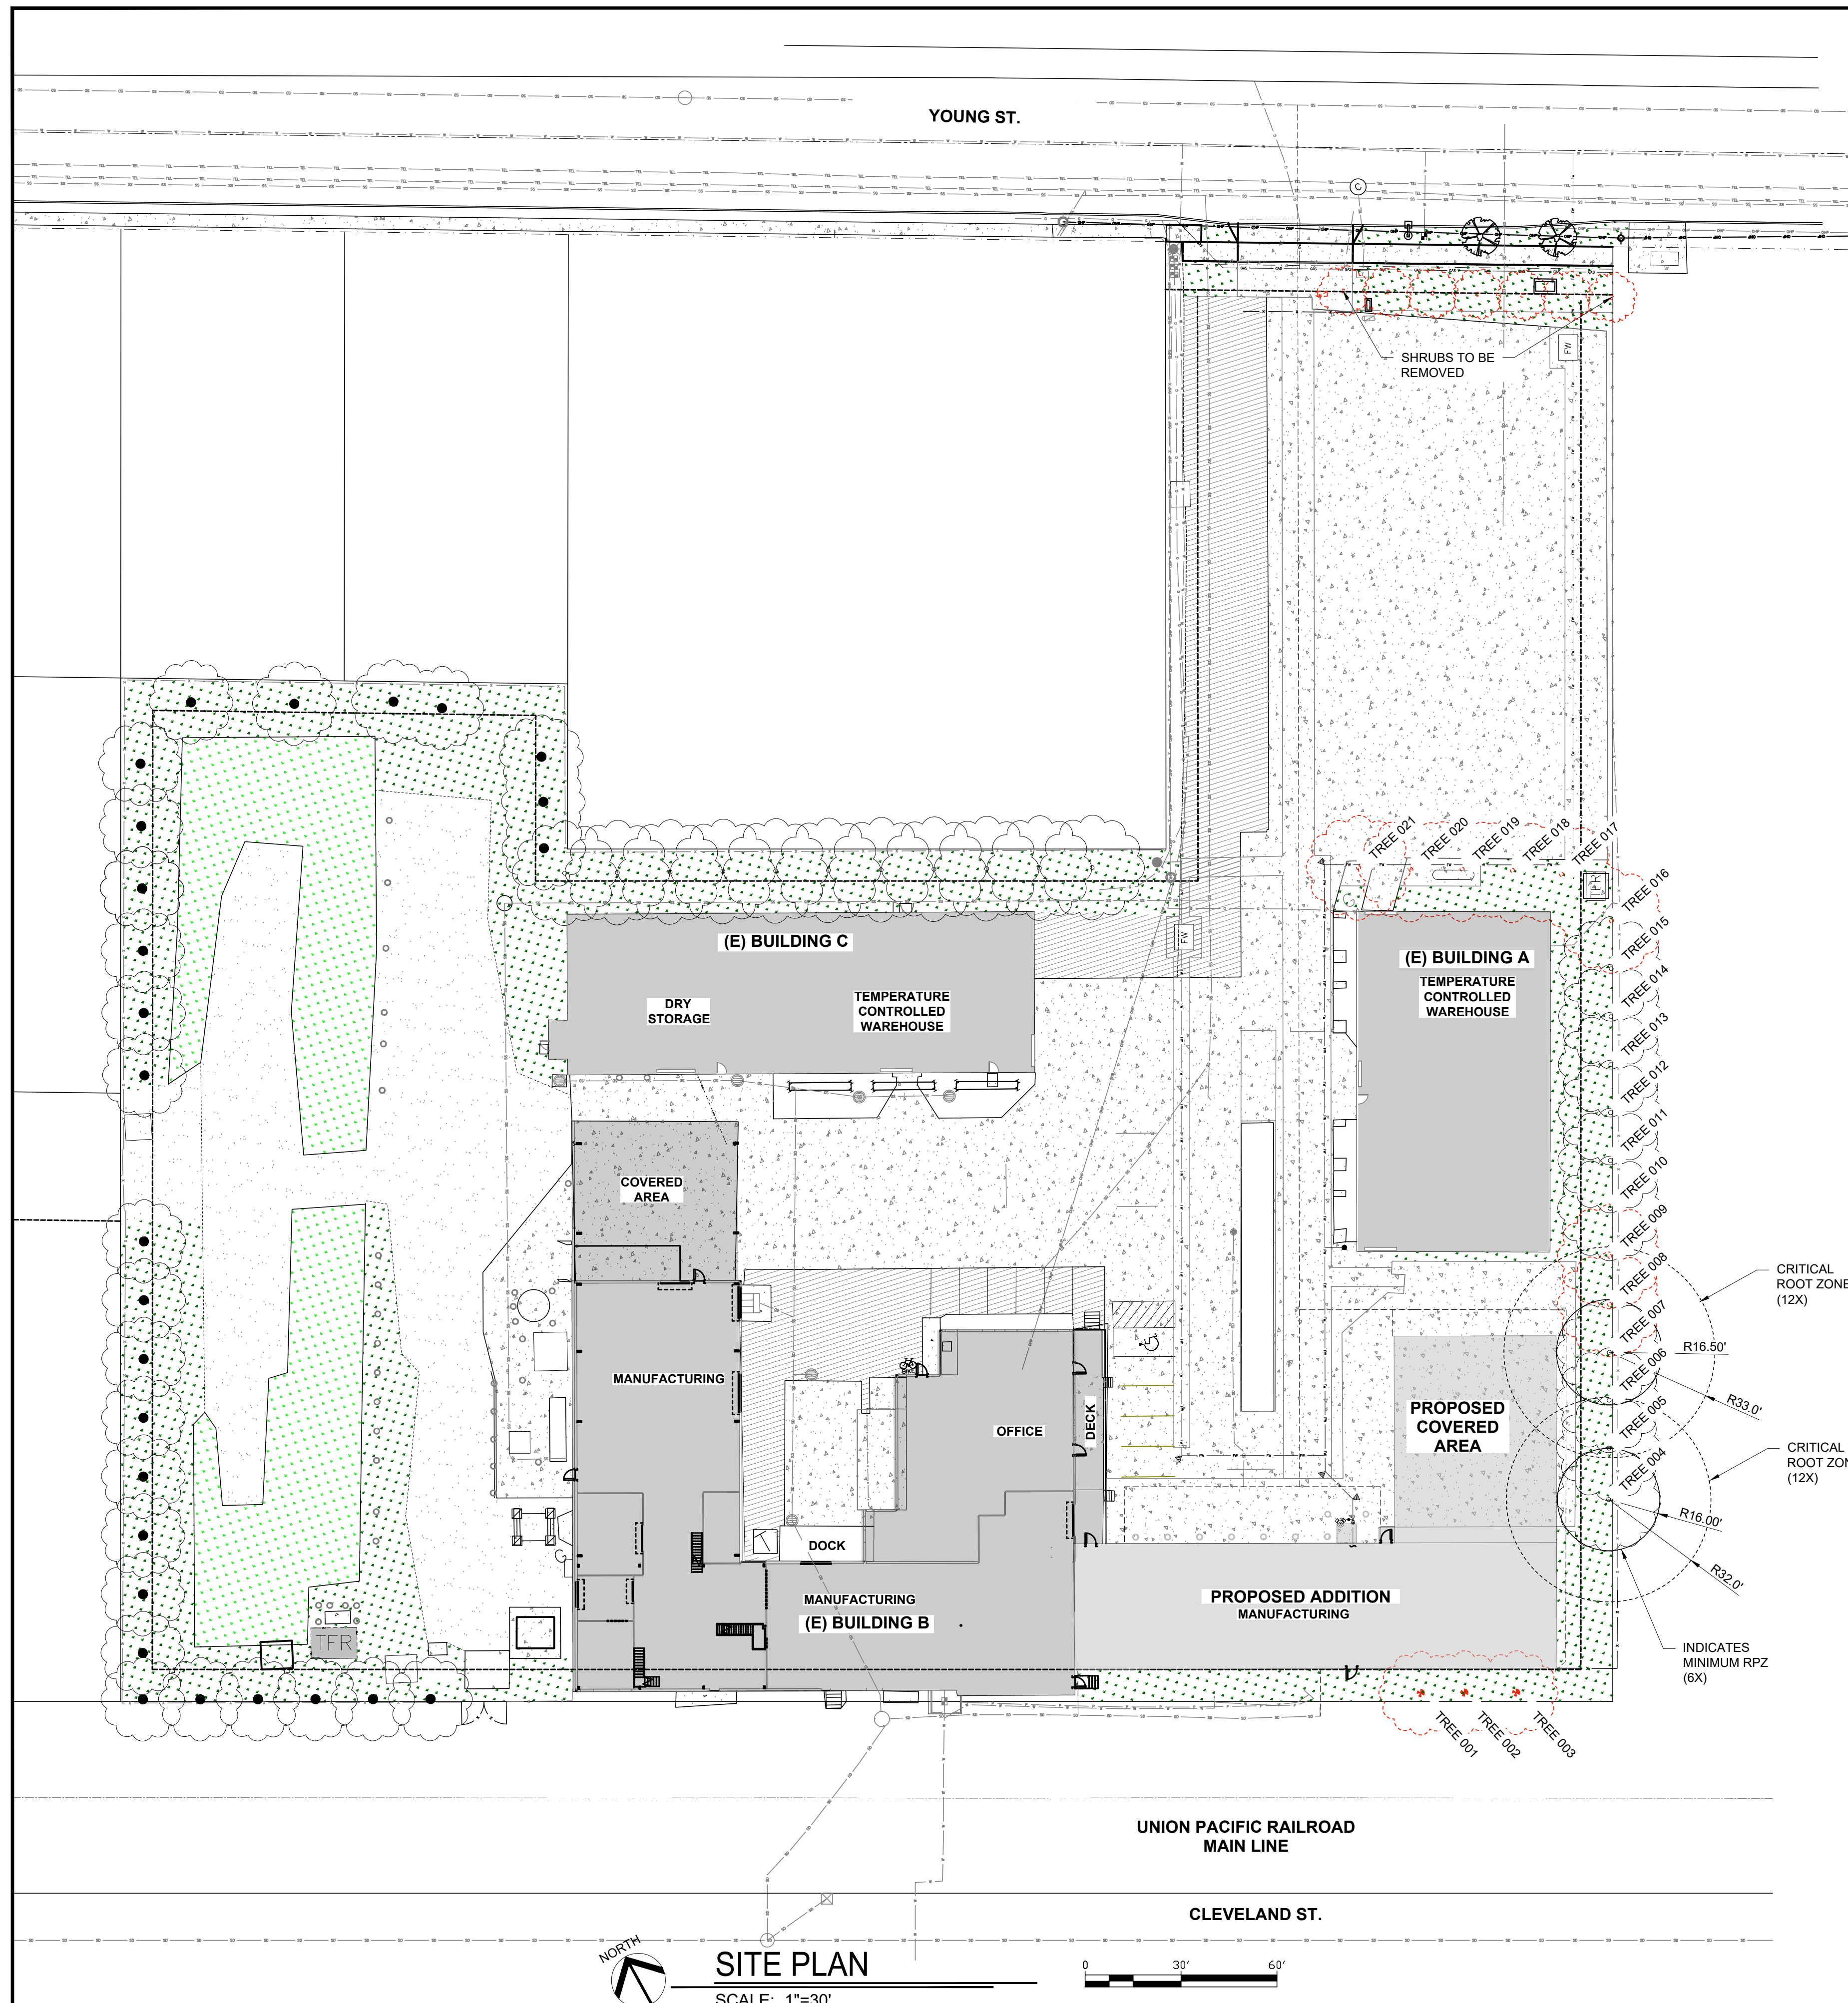 YOUNG ST.
SHRUBS TO BE
REMOVED
FW
TREE 021
TREE 020
TREE 019
TREE 018
TREE 017
TREE 016
TREE 015
TREE 014
TREE 013
TREE 012
TREE 011
TREE 010
TREE 009
TREE 008
TREE 007
TREE 006
TREE 005
TREE 004
(E) BUILDING C
DRY
STORAGE
TEMPERATURE
CONTROLLED
WAREHOUSE
FW
(E) BUILDING A
TEMPERATURE
CONTROLLED
WAREHOUSE
COVERED
AREA
CRITICAL
ROOT ZONE
(12X)
R16.50'
R33.0'
MANUFACTURING
OFFICE
DECK
PROPOSED
COVERED
AREA
CRITICAL
ROOT ZON
(12X)
R16.00'
R32.0'
DOCK
MANUFACTURING
(E) BUILDING B
PROPOSED ADDITION
MANUFACTURING
TFR
INDICATES
MINIMUM RPZ
(6X)
TREE 001
TREE 002
TREE 003
UNION PACIFIC RAILROAD
MAIN LINE
CLEVELAND ST.
NORTH
SITE PLAN
SCALE: 1"=30'
0 30' 60'